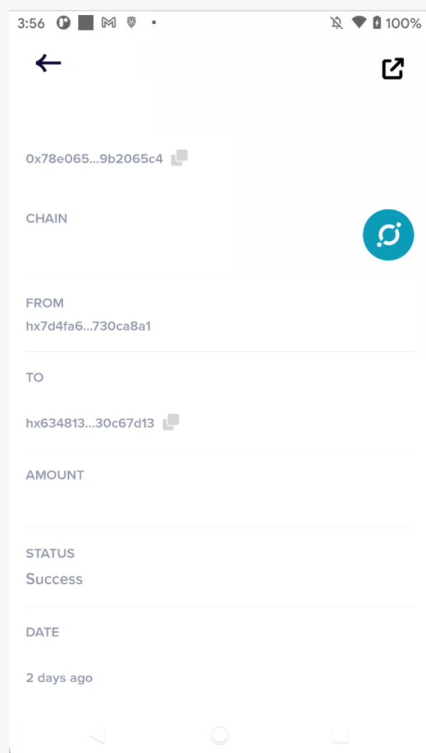 3:56 100%
0x78e065...9b2065c4
CHAIN
FROM
hx7d4fa6...730ca8a1
TO
hx634813...30c67d13
AMOUNT
STATUS
Success
DATE
2 days ago